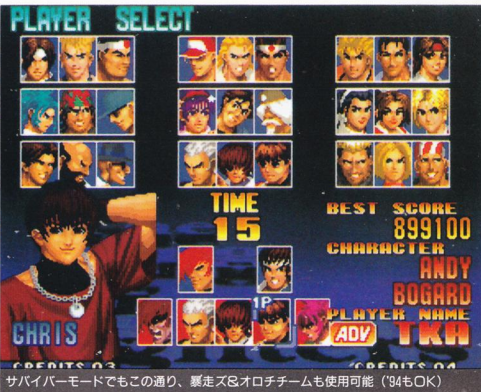 PLAYER SELECT
TIME
15
BEST SCORE
899100
CHARACTER
ANDY
BOGARD
1P
PLAYER NAME
ADV TKA
CHRIS
CREDITS 03
CREDITS 04
サバイバーモードでもこの通り、暴走ズ&オロチチームも使用可能('94もOK)